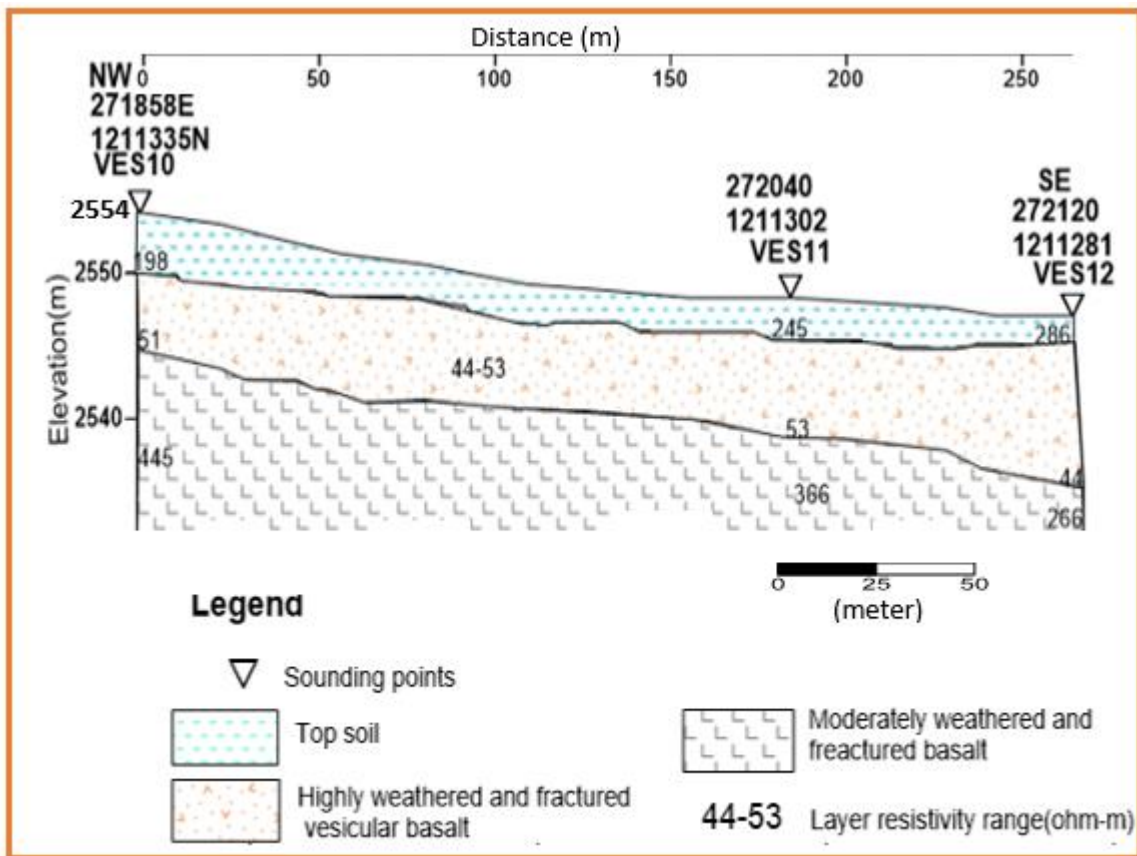 Distance (m)
0 50 100 150 200 250
NW
271858E
1211335N
VES10
272040
1211302
VES11
SE
272120
1211281
VES12
2554
2550
2540
Elevation(m)
198
245
286
51
44-53
53
44
445
366
266
0 25 50
(meter)
Legend
Sounding points
Top soil
Highly weathered and fractured
vesicular basalt
Moderately weathered and
freactured basalt
44-53 Layer resistivity range(ohm-m)